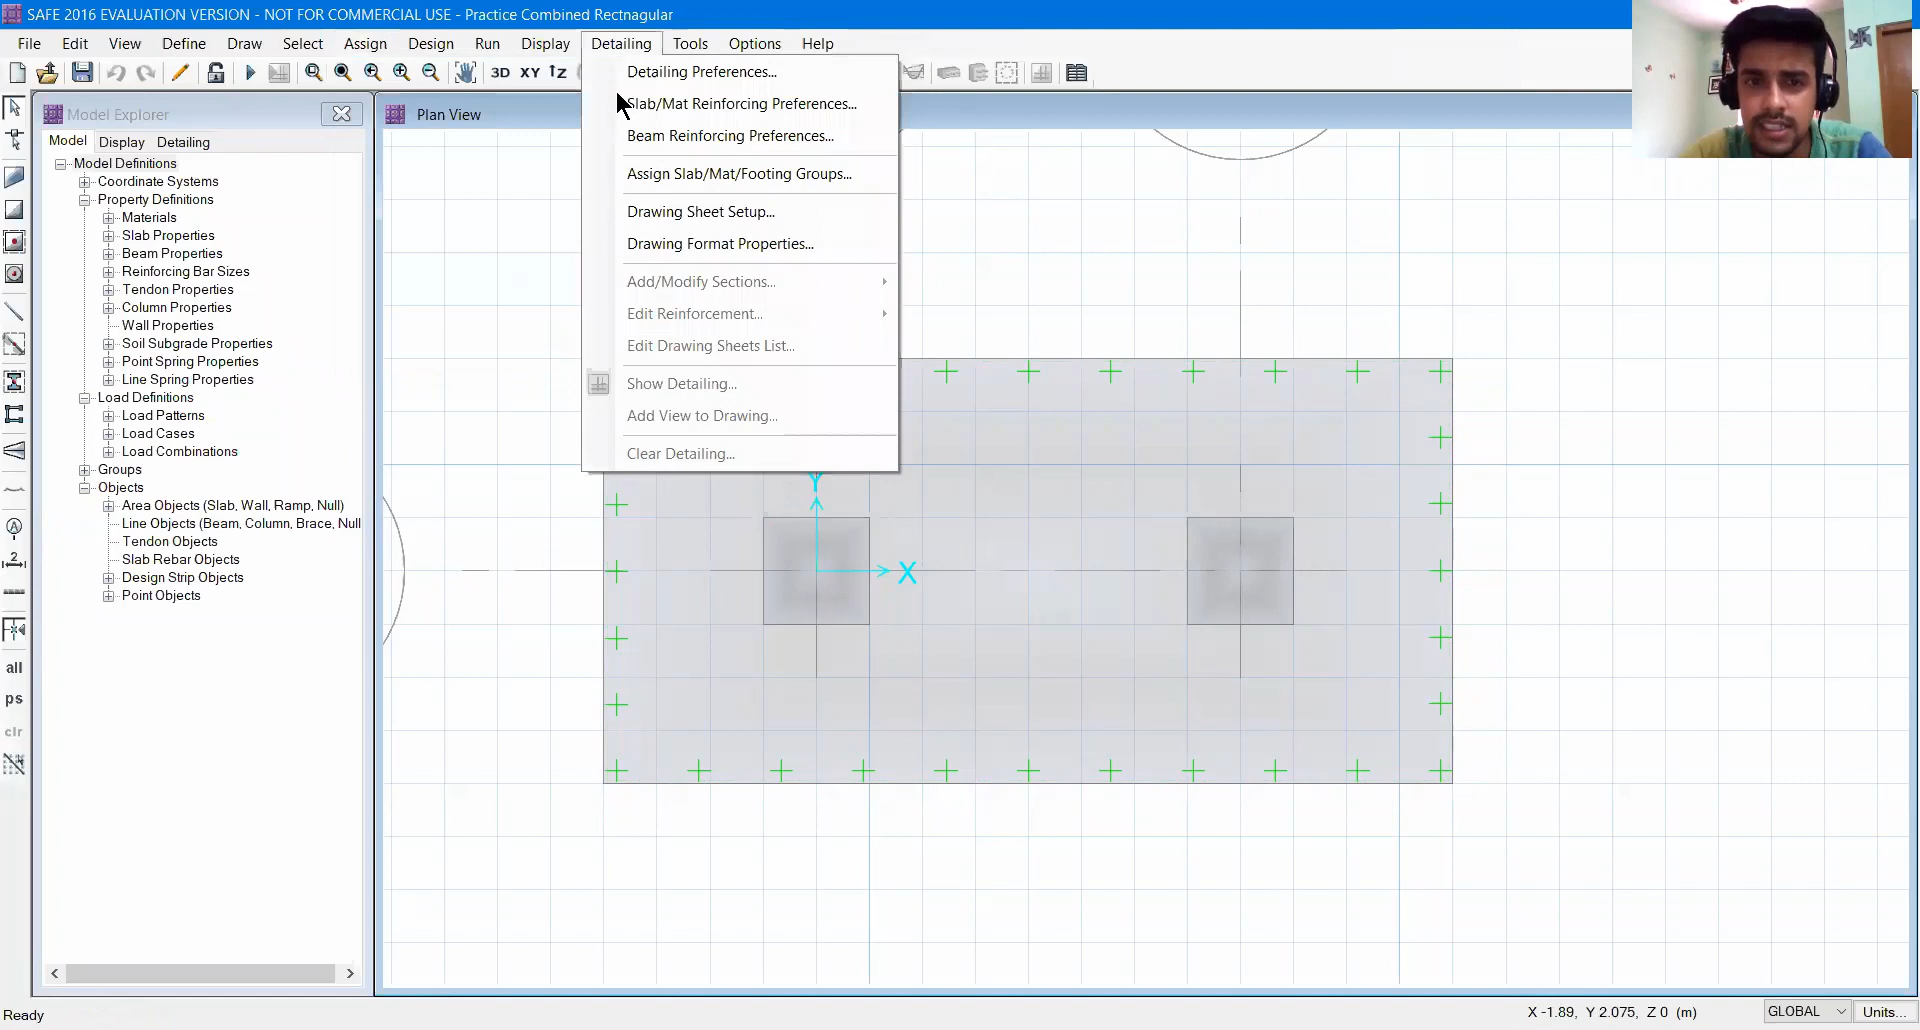 SAFE 2016 EVALUATION VERSION - NOT FOR COMMERCIAL USE - Practice Combined Rectnagular
File Edit View Define Draw Select Assign Design Run Display Detailing Tools Options Help
3D XY
Model Explorer
Model Display Detailing
Model Definitions
Coordinate Systems
Property Definitions
Materials
Slab Properties
Beam Properties
Reinforcing Bar Sizes
Tendon Properties
Column Properties
Wall Properties
Soil Subgrade Properties
Point Spring Properties
Line Spring Properties
Load Definitions
Load Patterns
Load Cases
Load Combinations
Groups
Objects
Area Objects (Slab, Wall, Ramp, Null)
Line Objects (Beam, Column, Brace, Null
Tendon Objects
Slab Rebar Objects
Design Strip Objects
Point Objects
all
ps
clr
Plan View
Detailing Preferences...
Slab/Mat Reinforcing Preferences...
Beam Reinforcing Preferences...
Assign Slab/Mat/Footing Groups...
Drawing Sheet Setup...
Drawing Format Properties...
Add/Modify Sections...
Edit Reinforcement...
Edit Drawing Sheets List...
Show Detailing...
Add View to Drawing...
Clear Detailing...
Y
X
Ready
X -1.89, Y 2.075, Z 0 (m)
GLOBAL
Units...